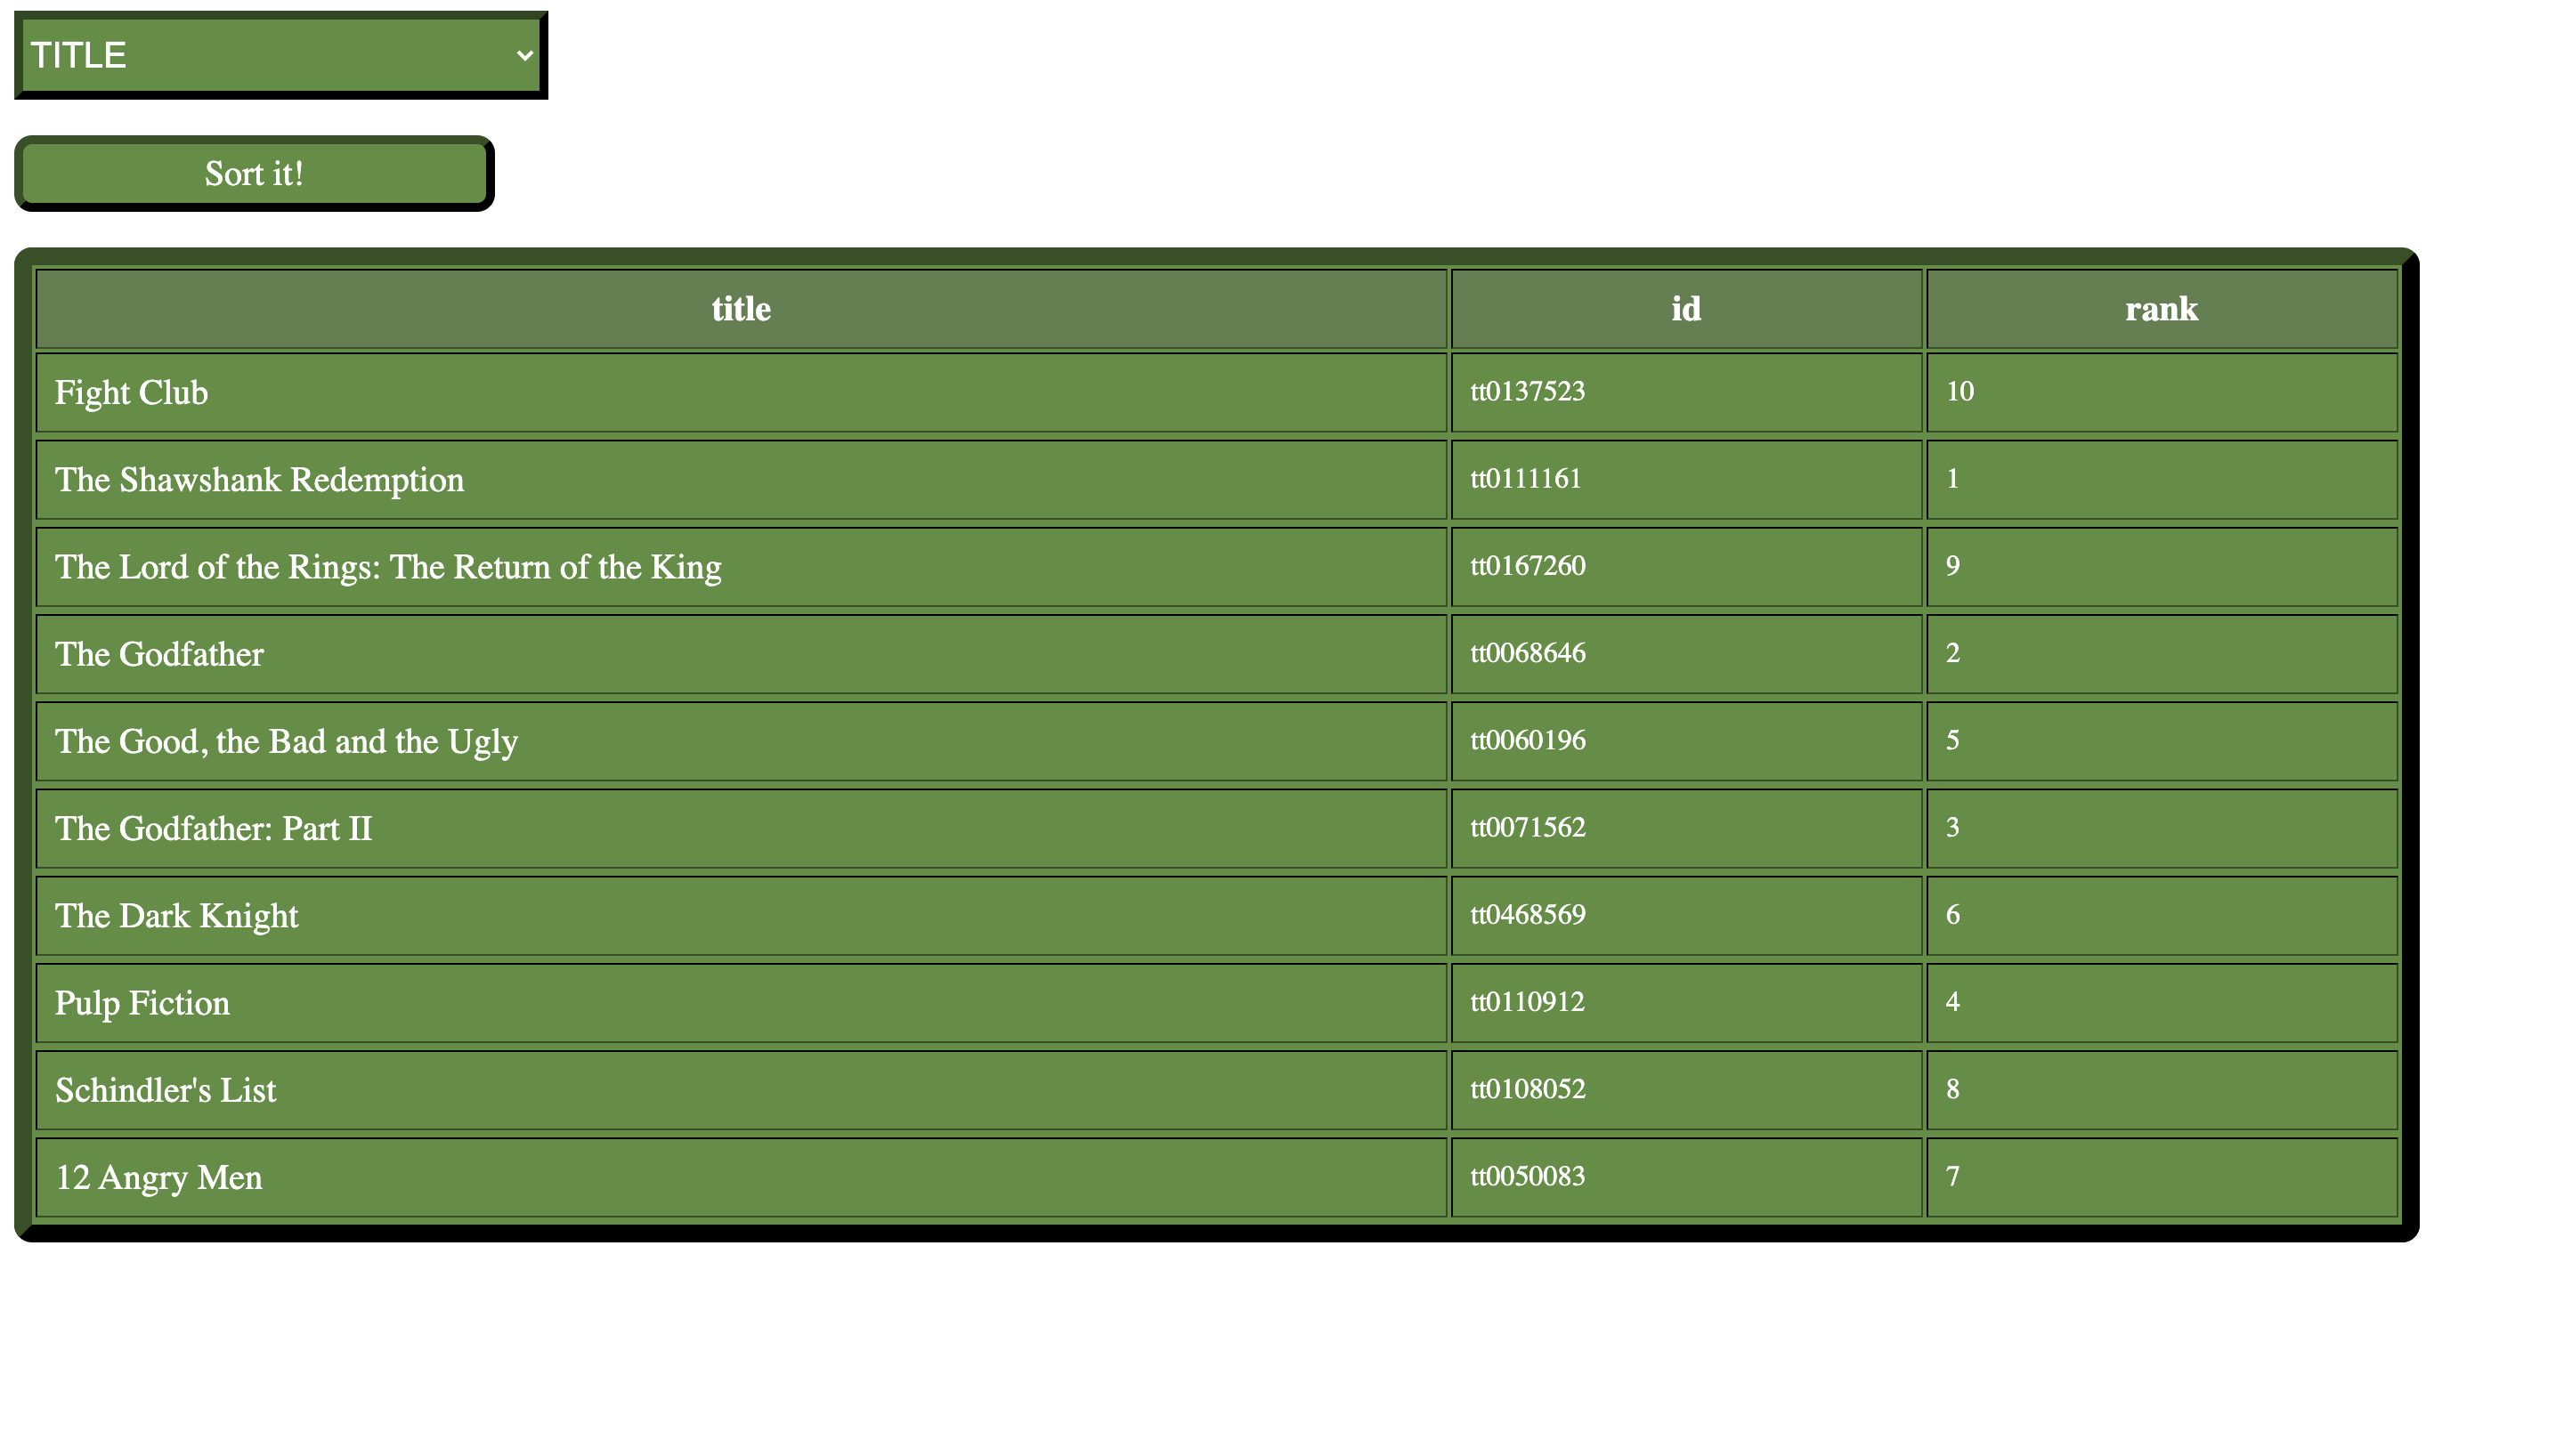 TITLE
Sort it!
title id rank
Fight Club tt0137523 10
The Shawshank Redemption tt0111161 1
The Lord of the Rings: The Return of the King tt0167260 9
The Godfather tt0068646 2
The Good, the Bad and the Ugly tt0060196 5
The Godfather: Part II tt0071562 3
The Dark Knight tt0468569 6
Pulp Fiction tt0110912 4
Schindler's List tt0108052 8
12 Angry Men tt0050083 7